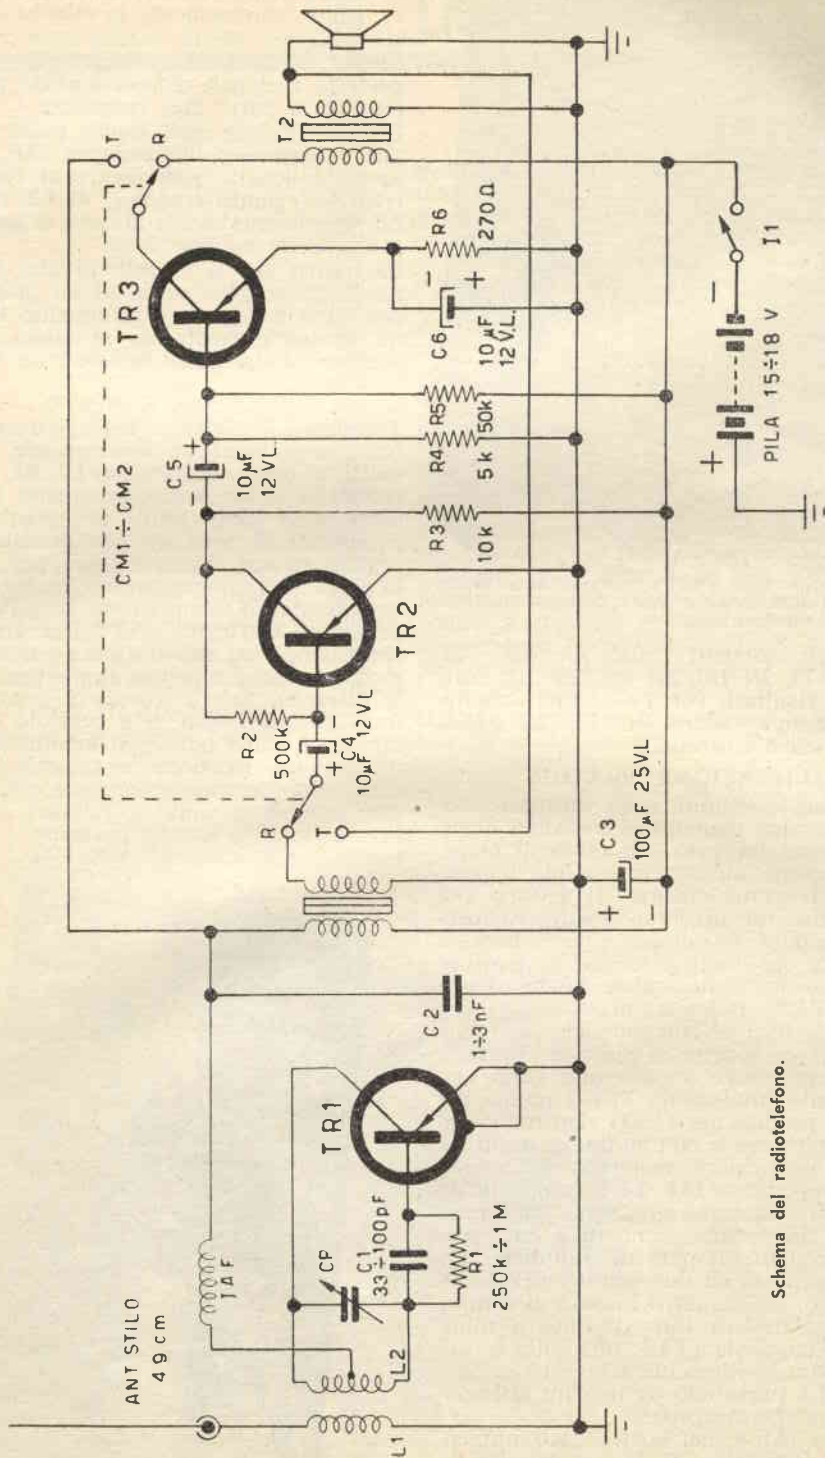 ANT STILO
49 cm
IAF
L1
L2
CP
C1
33÷100pF
R1
250k÷1M
TR1
C2
1÷3nF
R
T
C4
10µF 12VL
R2
500k
TR2
CM1÷CM2
C5
10µF
12VL.
R3
10k
R4
5k
R5
50k
C3
100µF 25V.L
TR3
C6
10µF
12V.L.
R6
270Ω
T
R
T2
I1
PILA 15÷18 V
Schema del radiotelefono.